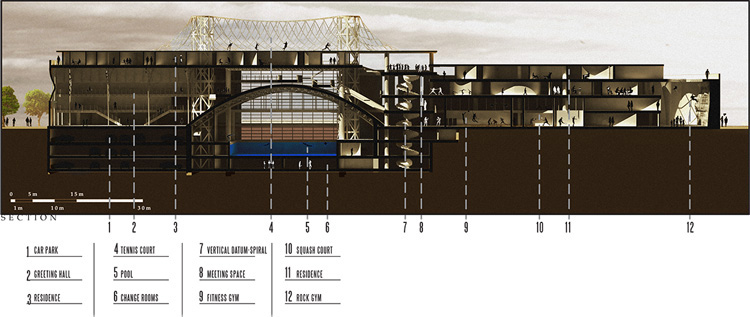 0 5 m 15 m
1 m 10 m 30 m
SECTION
1 2 3 4 5 6 7 8 9 10 11 12
1 CAR PARK
2 GREETING HALL
3 RESIDENCE
4 TENNIS COURT
5 POOL
6 CHANGE ROOMS
7 VERTICAL DATUM-SPIRAL
8 MEETING SPACE
9 FITNESS GYM
10 SQUASH COURT
11 RESIDENCE
12 ROCK GYM